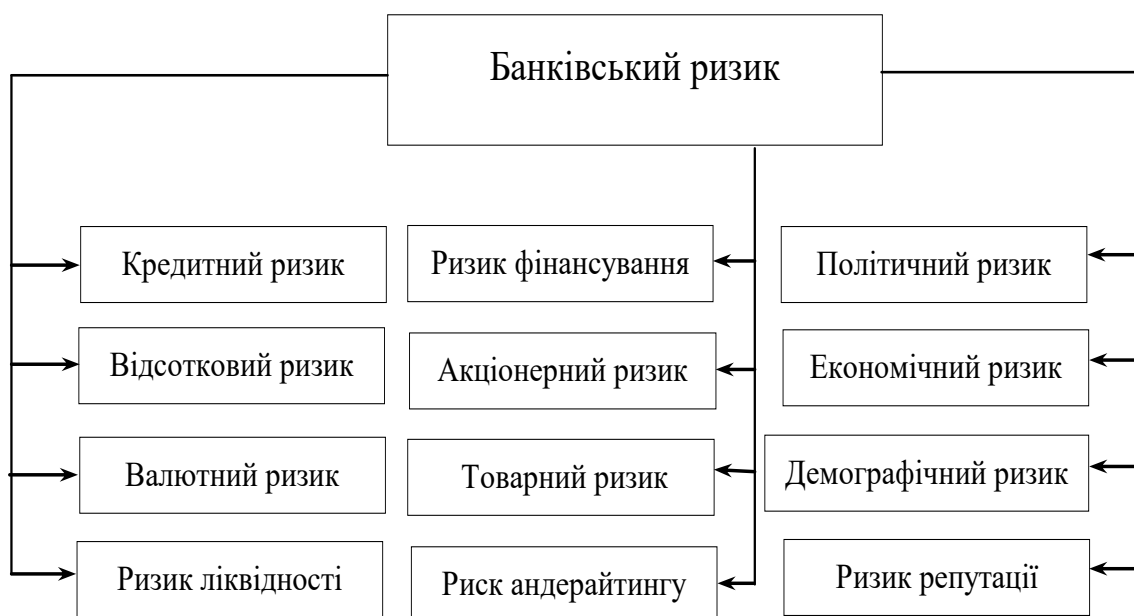 Банківський ризик
Кредитний ризик
Ризик фінансування
Політичний ризик
Відсотковий ризик
Акціонерний ризик
Економічний ризик
Валютний ризик
Товарний ризик
Демографічний ризик
Ризик ліквідності
Риск андерайтингу
Ризик репутації